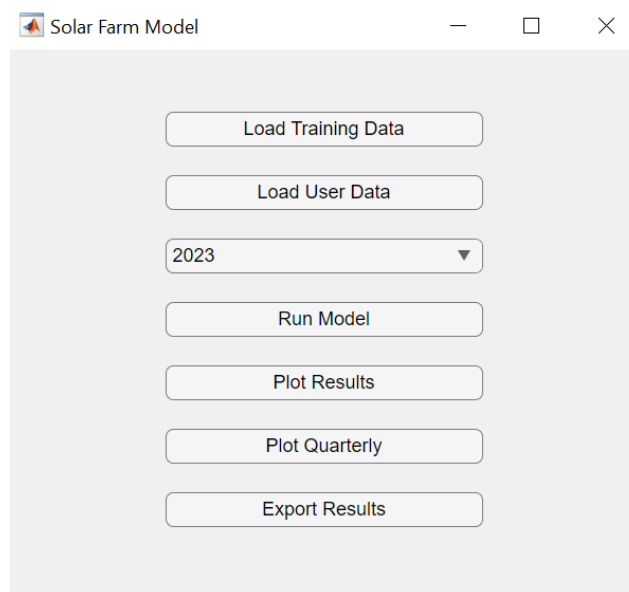 Solar Farm Model
Load Training Data
Load User Data
2023
Run Model
Plot Results
Plot Quarterly
Export Results